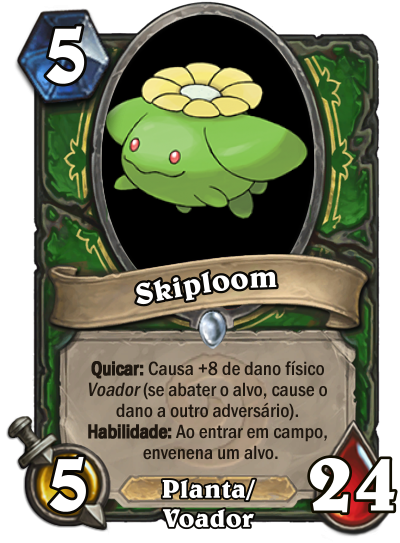 5
Skiploom
Quicar: Causa +8 de dano físico
Voador (se abater o alvo, cause o
dano a outro adversário).
Habilidade: Ao entrar em campo,
envenena um alvo.
5
Planta/
Voador
24